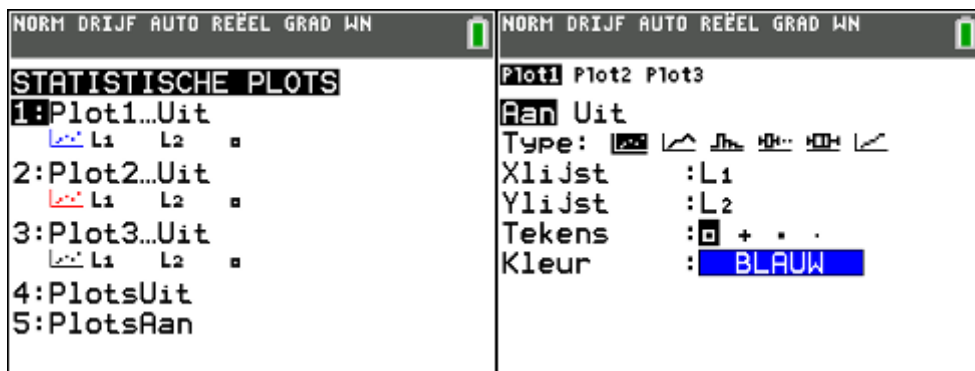 NORM DRIJF AUTO REËEL GRAD WN
STATISTISCHE PLOTS
1:Plot1…Uit
L1 L2
2:Plot2…Uit
L1 L2
3:Plot3…Uit
L1 L2
4:PlotsUit
5:PlotsAan
NORM DRIJF AUTO REËEL GRAD WN
Plot1 Plot2 Plot3
Aan Uit
Type:
Xlijst :L1
Ylijst :L2
Tekens :
Kleur : BLAUW